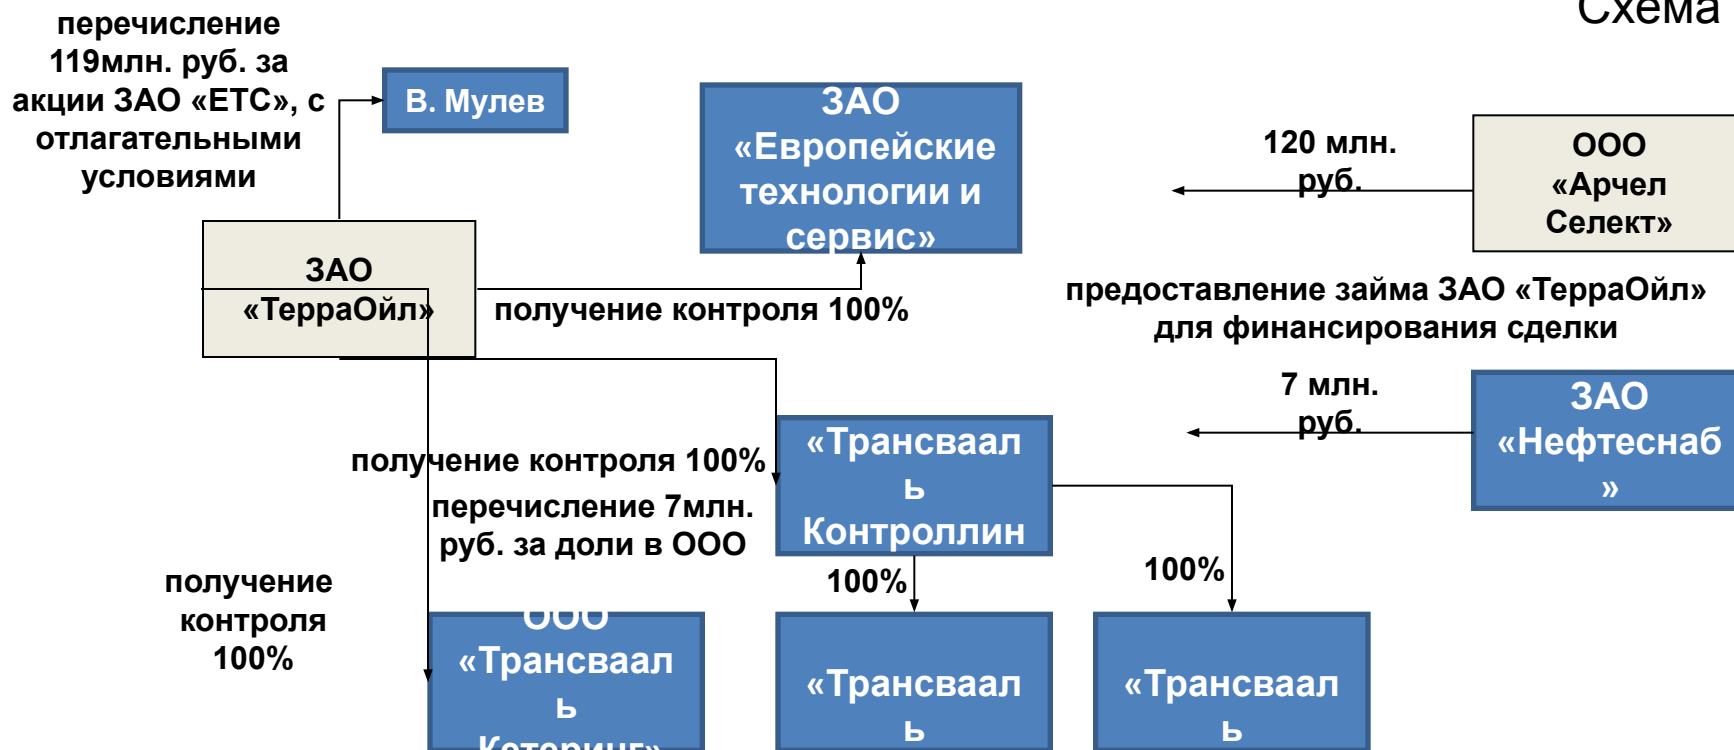 Схема
перечисление
119млн. руб. за
акции ЗАО «ЕТС», с
отлагательными
условиями
В. Мулев
ЗАО
«Европейские
технологии и
сервис»
120 млн.
руб.
ООО
«Арчел
Селект»
ЗАО
«ТерраОйл»
получение контроля 100%
предоставление займа ЗАО «ТерраОйл»
для финансирования сделки
7 млн.
руб.
ЗАО
«Нефтеснаб
»
получение контроля 100%
перечисление 7млн.
руб. за доли в ООО
«Трансваал
ь
Контроллин
100%
100%
получение
контроля
100%
ООО
«Трансваал
ь
Кетеринг»
«Трансваал
ь
«Трансваал
ь